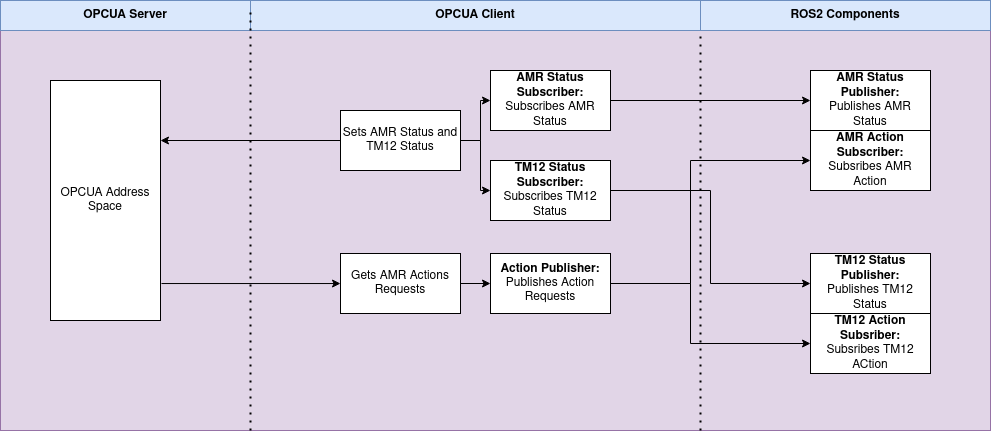 OPCUA Server
OPCUA Client
ROS2 Components
OPCUA Address
Space
Sets AMR Status and
TM12 Status
AMR Status
Subscriber:
Subscribes AMR
Status
TM12 Status
Subscriber:
Subscribes TM12
Status
Gets AMR Actions
Requests
Action Publisher:
Publishes Action
Requests
AMR Status
Publisher:
Publishes AMR
Status
AMR Action
Subscriber:
Subsribes AMR
Action
TM12 Status
Publisher:
Publishes TM12
Status
TM12 Action
Subsriber:
Subsribes TM12
ACtion